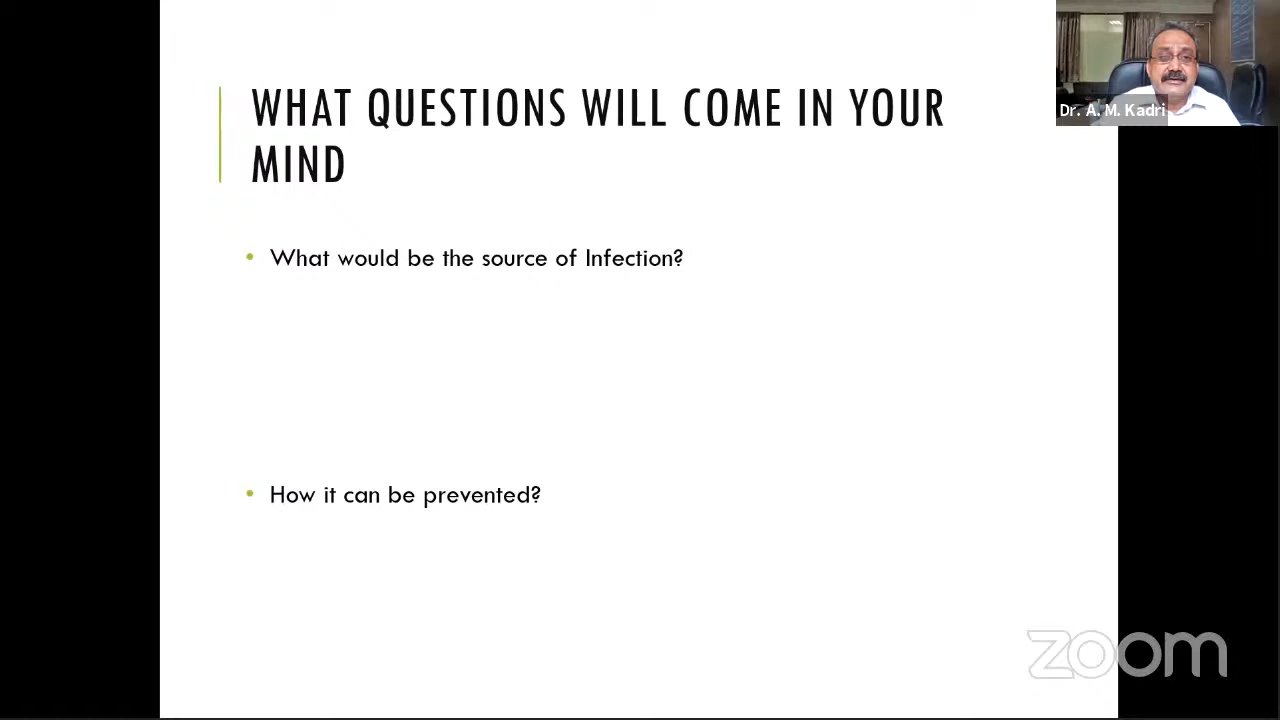 WHAT QUESTIONS WILL COME IN YOUR
MIND
• What would be the source of Infection?
• How it can be prevented?
Dr. A. M. Kadri
zoom